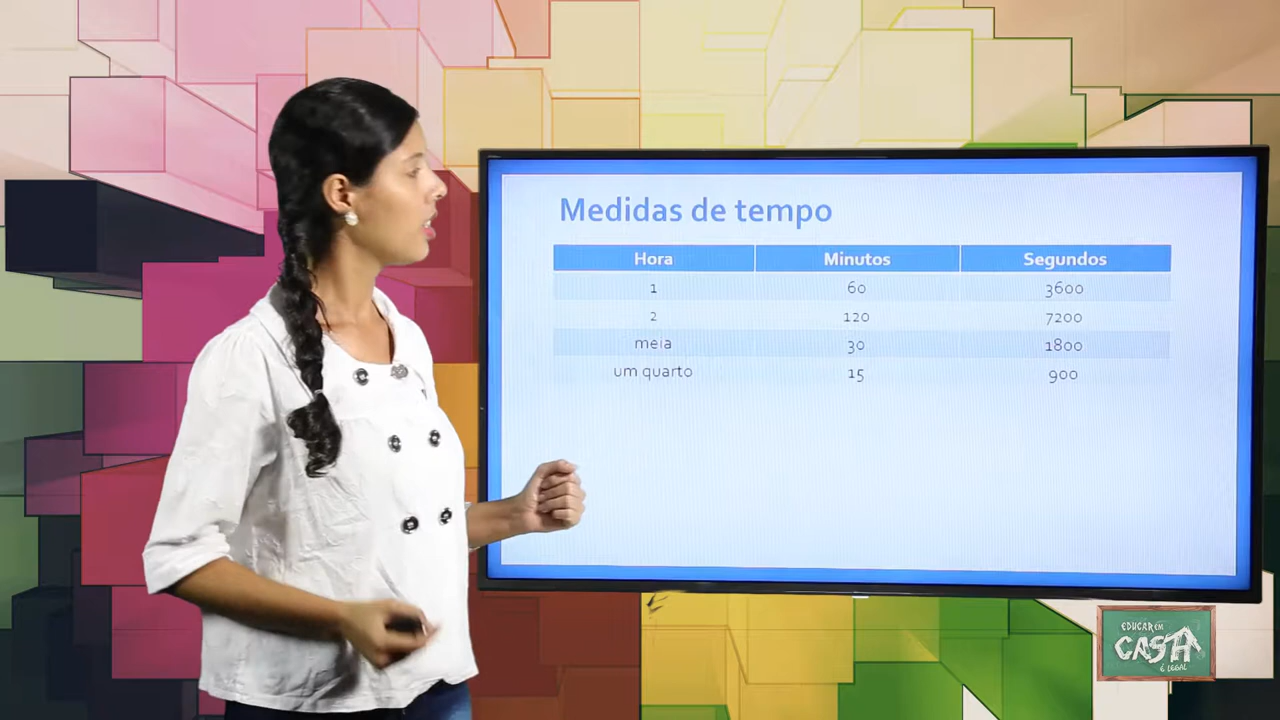 Medidas de tempo
Hora Minutos Segundos
1 60 3600
2 120 7200
meia 30 1800
um quarto 15 900
EDUCAR EM
CASA
É LEGAL